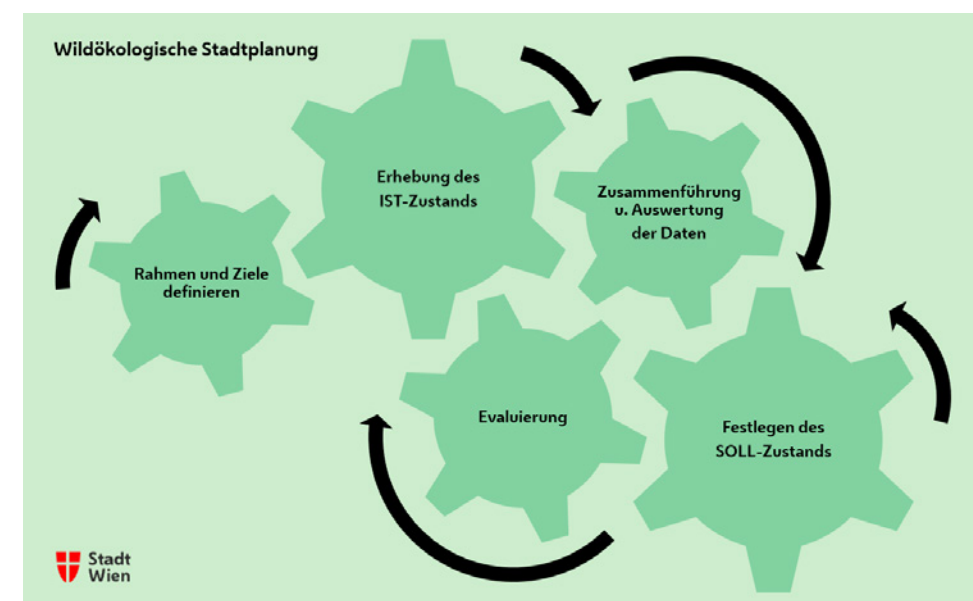 Wildökologische Stadtplanung
Rahmen und Ziele
definieren
Erhebung des
IST-Zustands
Zusammenführung
u. Auswertung
der Daten
Festlegen des
SOLL-Zustands
Evaluierung
Stadt
Wien